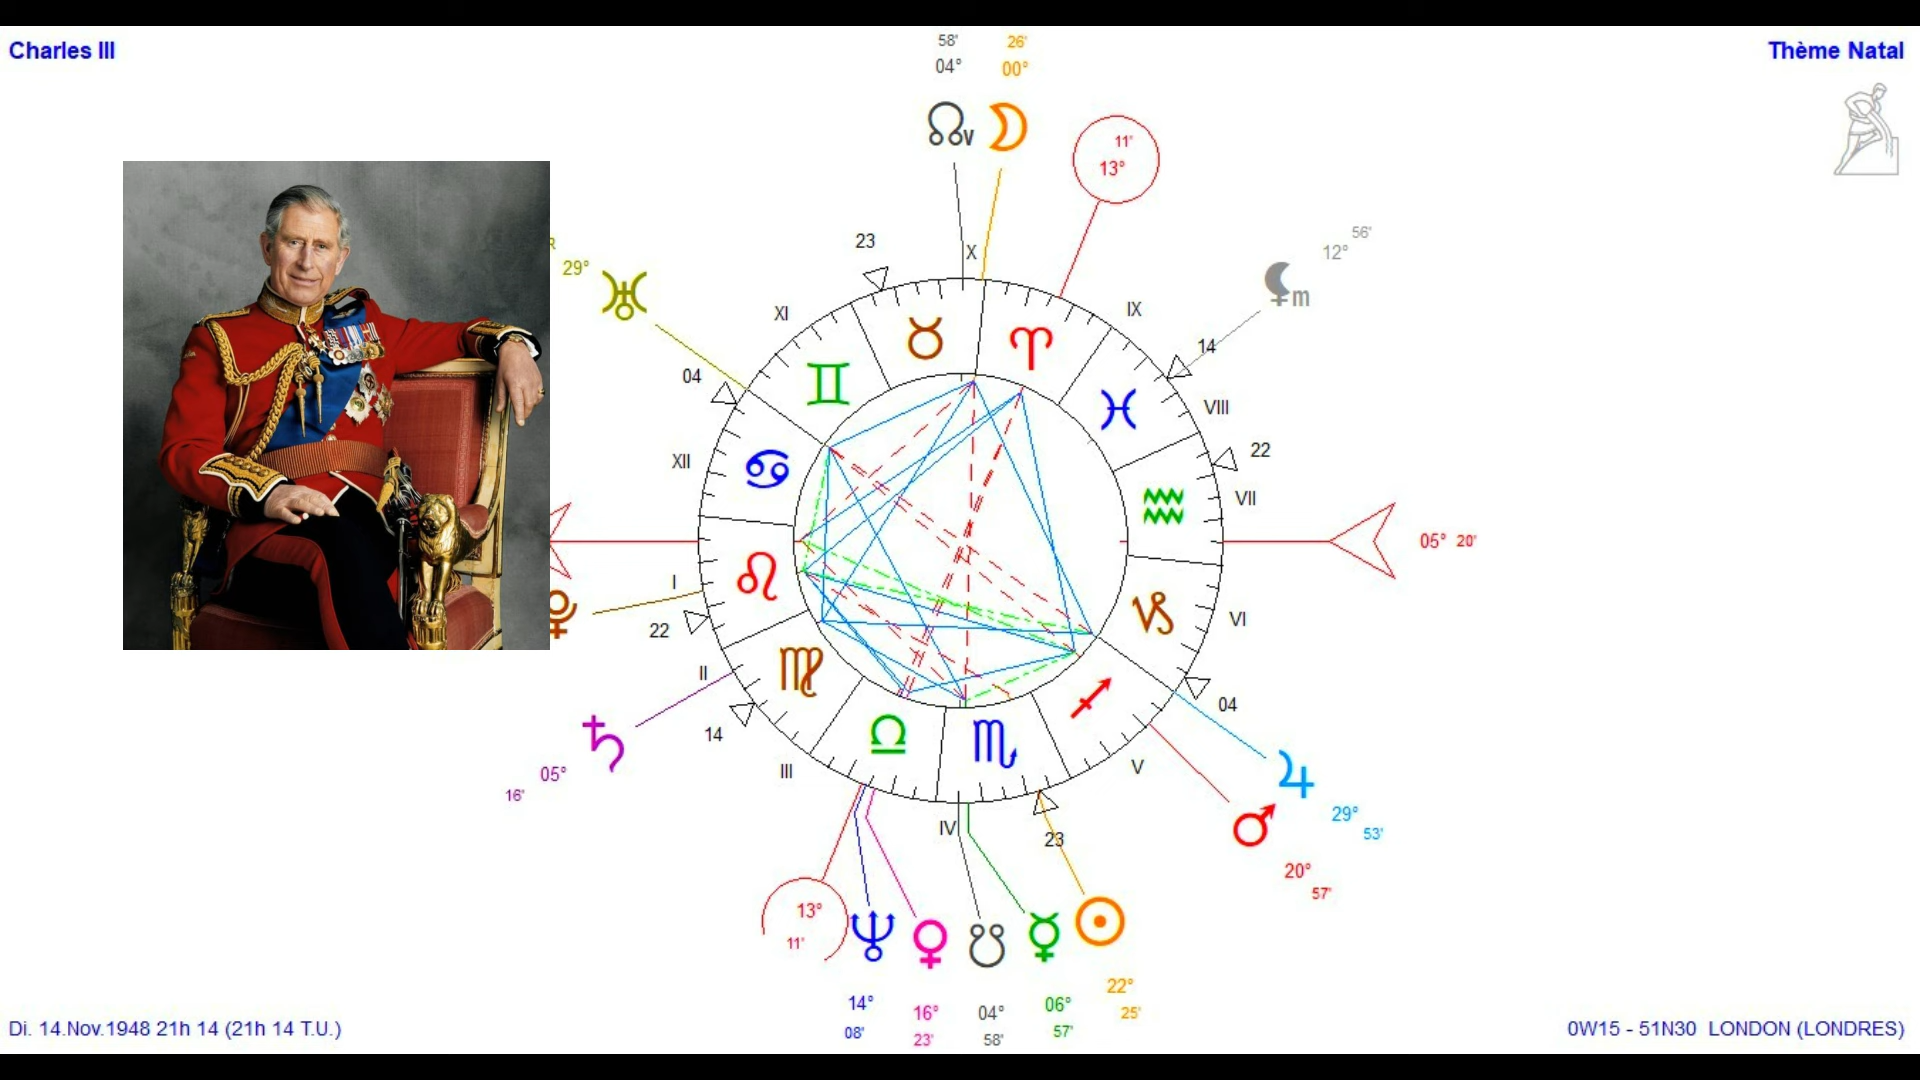 Charles III
Thème Natal
58' 26'
04° 00°
11'
13°
56'
12°
23
X
IX
R
29°
XI
14
04
VIII
22
XII
VII
05° 20'
I
VI
22
II
04
14
III
V
05°
16'
IV
23
29°
53'
20°
57'
13°
11'
22°
25'
14° 16° 04° 06°
08' 23' 58' 57'
V
m
Di. 14.Nov.1948 21h 14 (21h 14 T.U.)
0W15 - 51N30 LONDON (LONDRES)